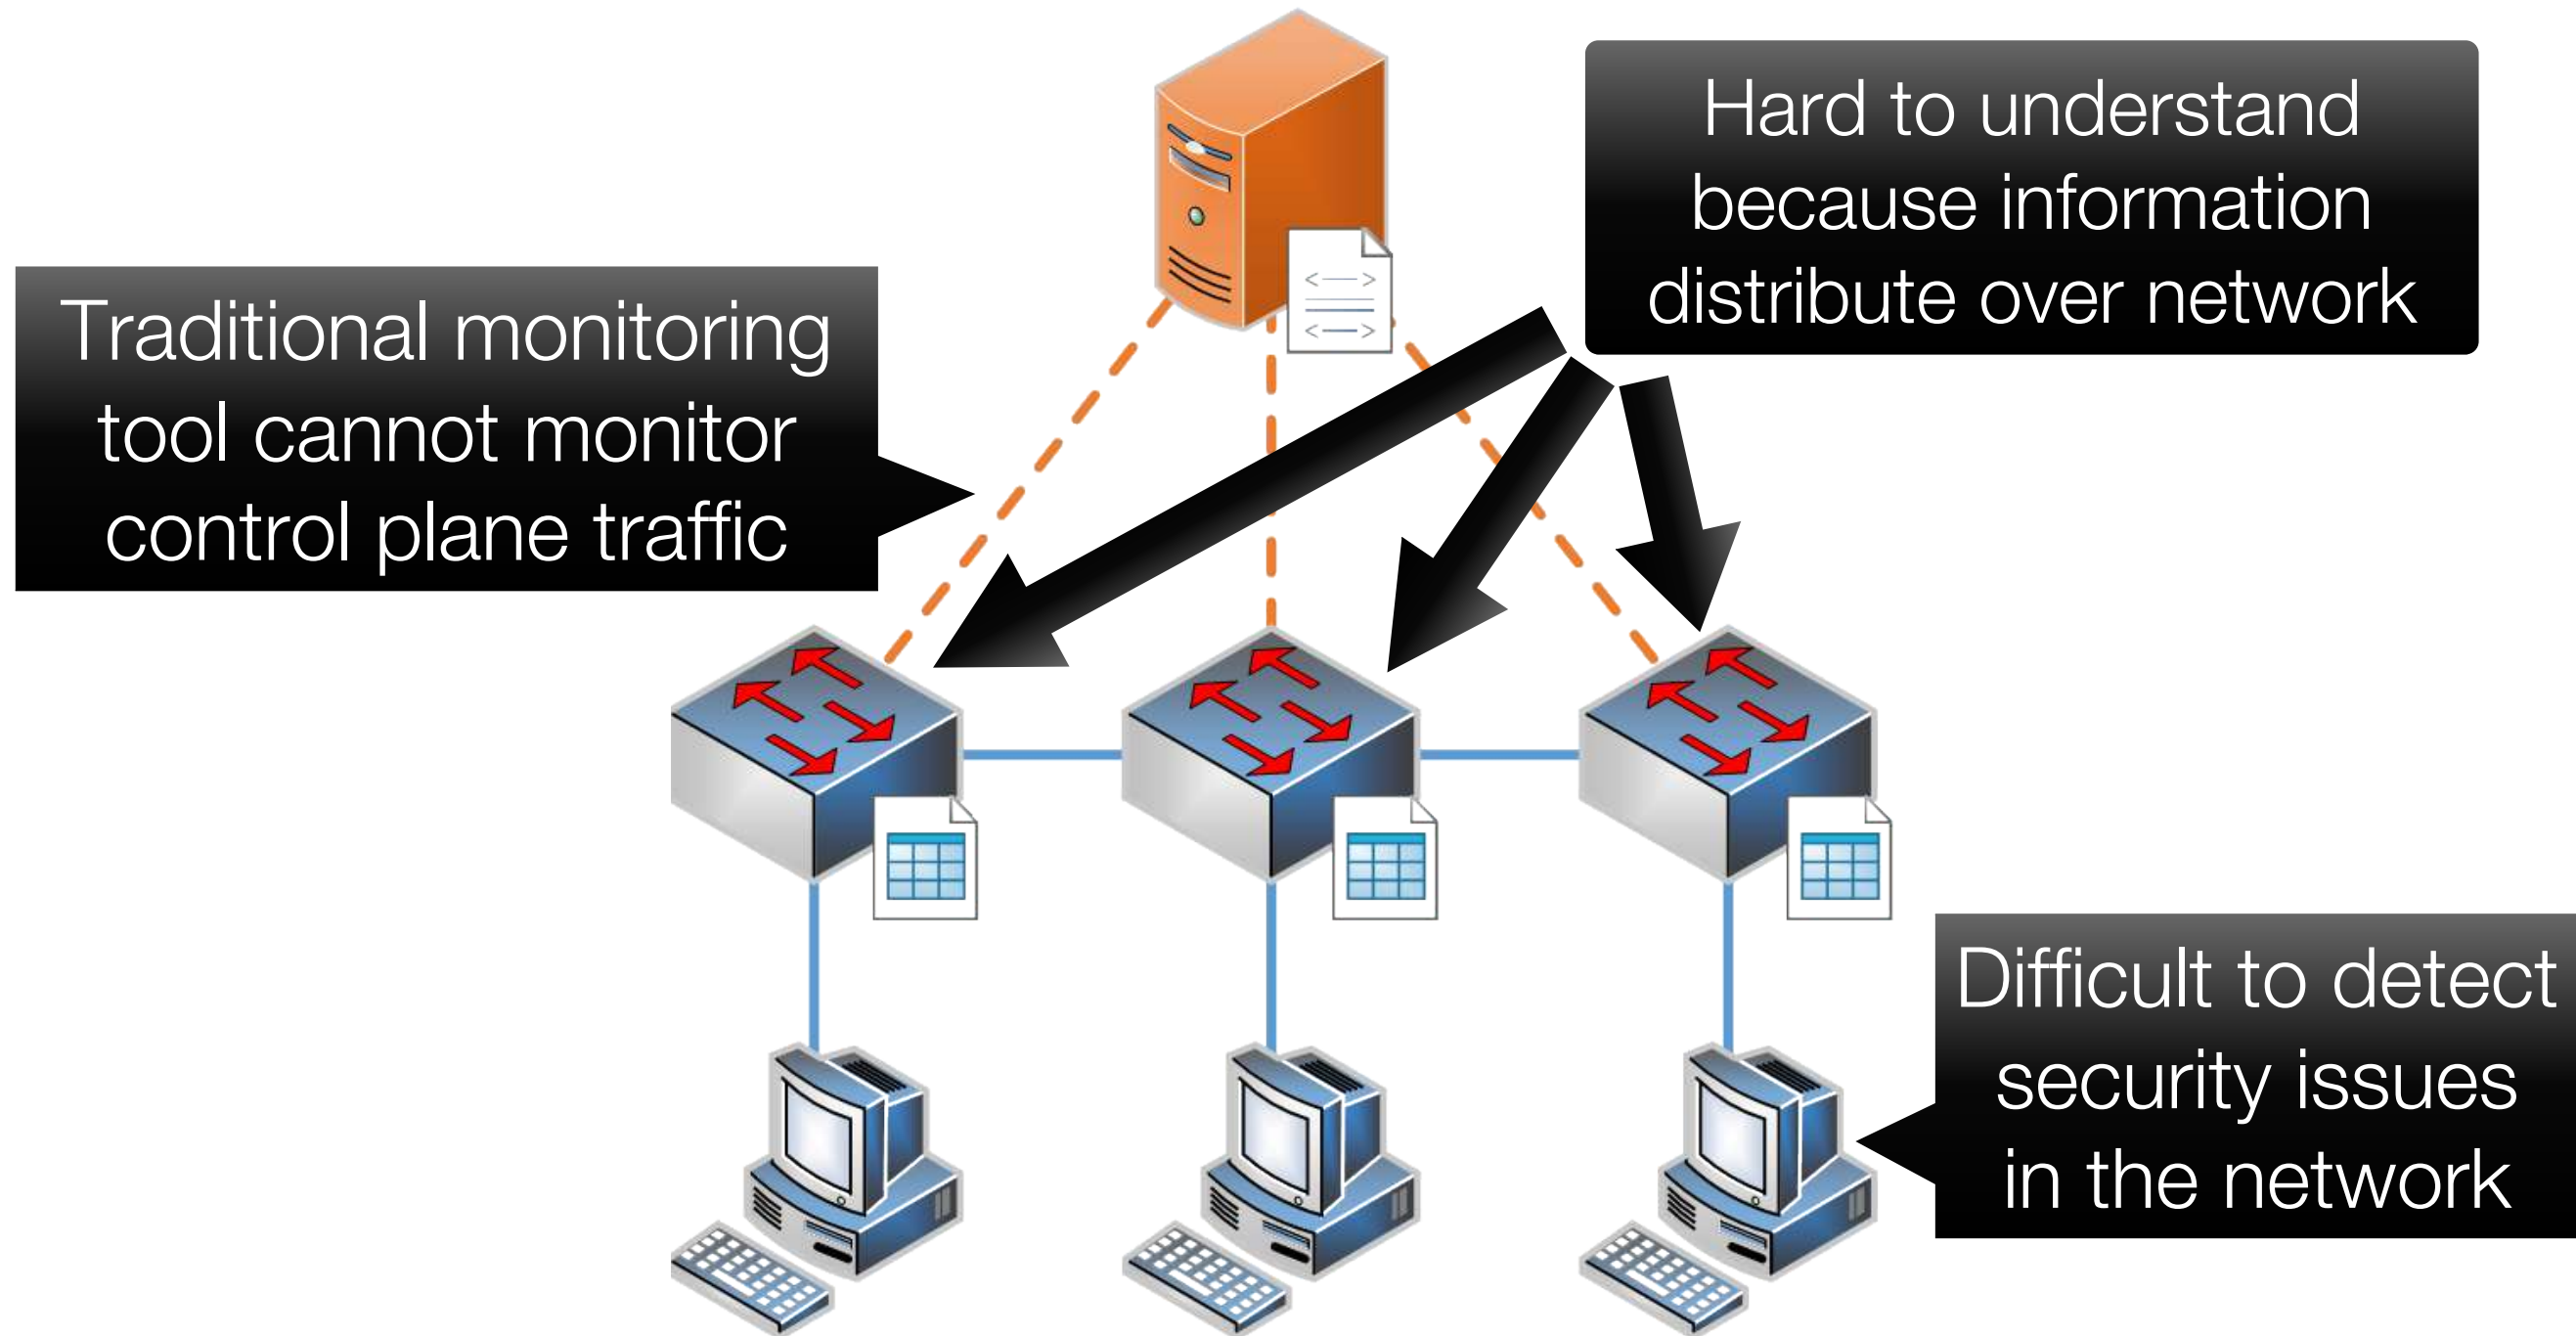 Hard to understand
because information
distribute over network
Traditional monitoring
tool cannot monitor
control plane traffic
Difficult to detect
security issues
in the network